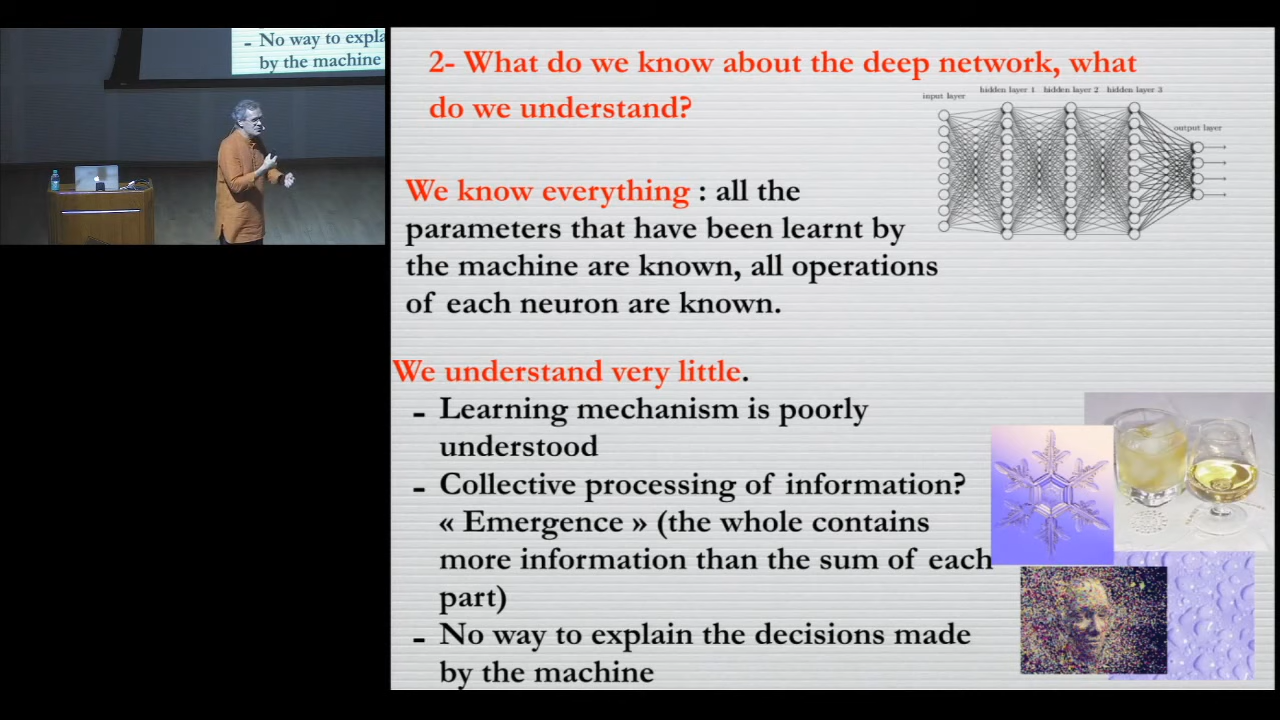 - No way to expla
by the machine
2- What do we know about the deep network, what
do we understand?
input layer
hidden layer 1 hidden layer 2 hidden layer 3
output layer
We know everything : all the
parameters that have been learnt by
the machine are known, all operations
of each neuron are known.
We understand very little.
- Learning mechanism is poorly
understood
- Collective processing of information?
« Emergence » (the whole contains
more information than the sum of each
part)
- No way to explain the decisions made
by the machine